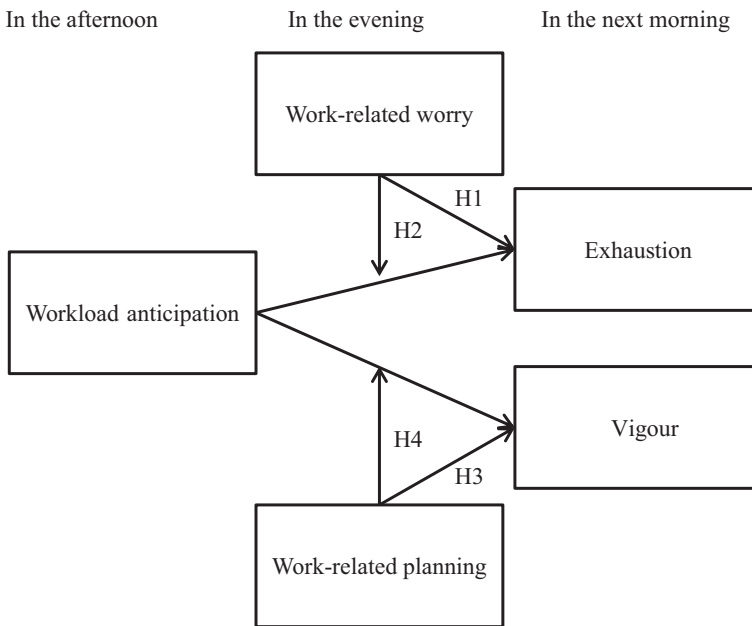 In the afternoon
In the evening
In the next morning
Work-related worry
H1
H2
Exhaustion
Workload anticipation
Vigour
H4
H3
Work-related planning